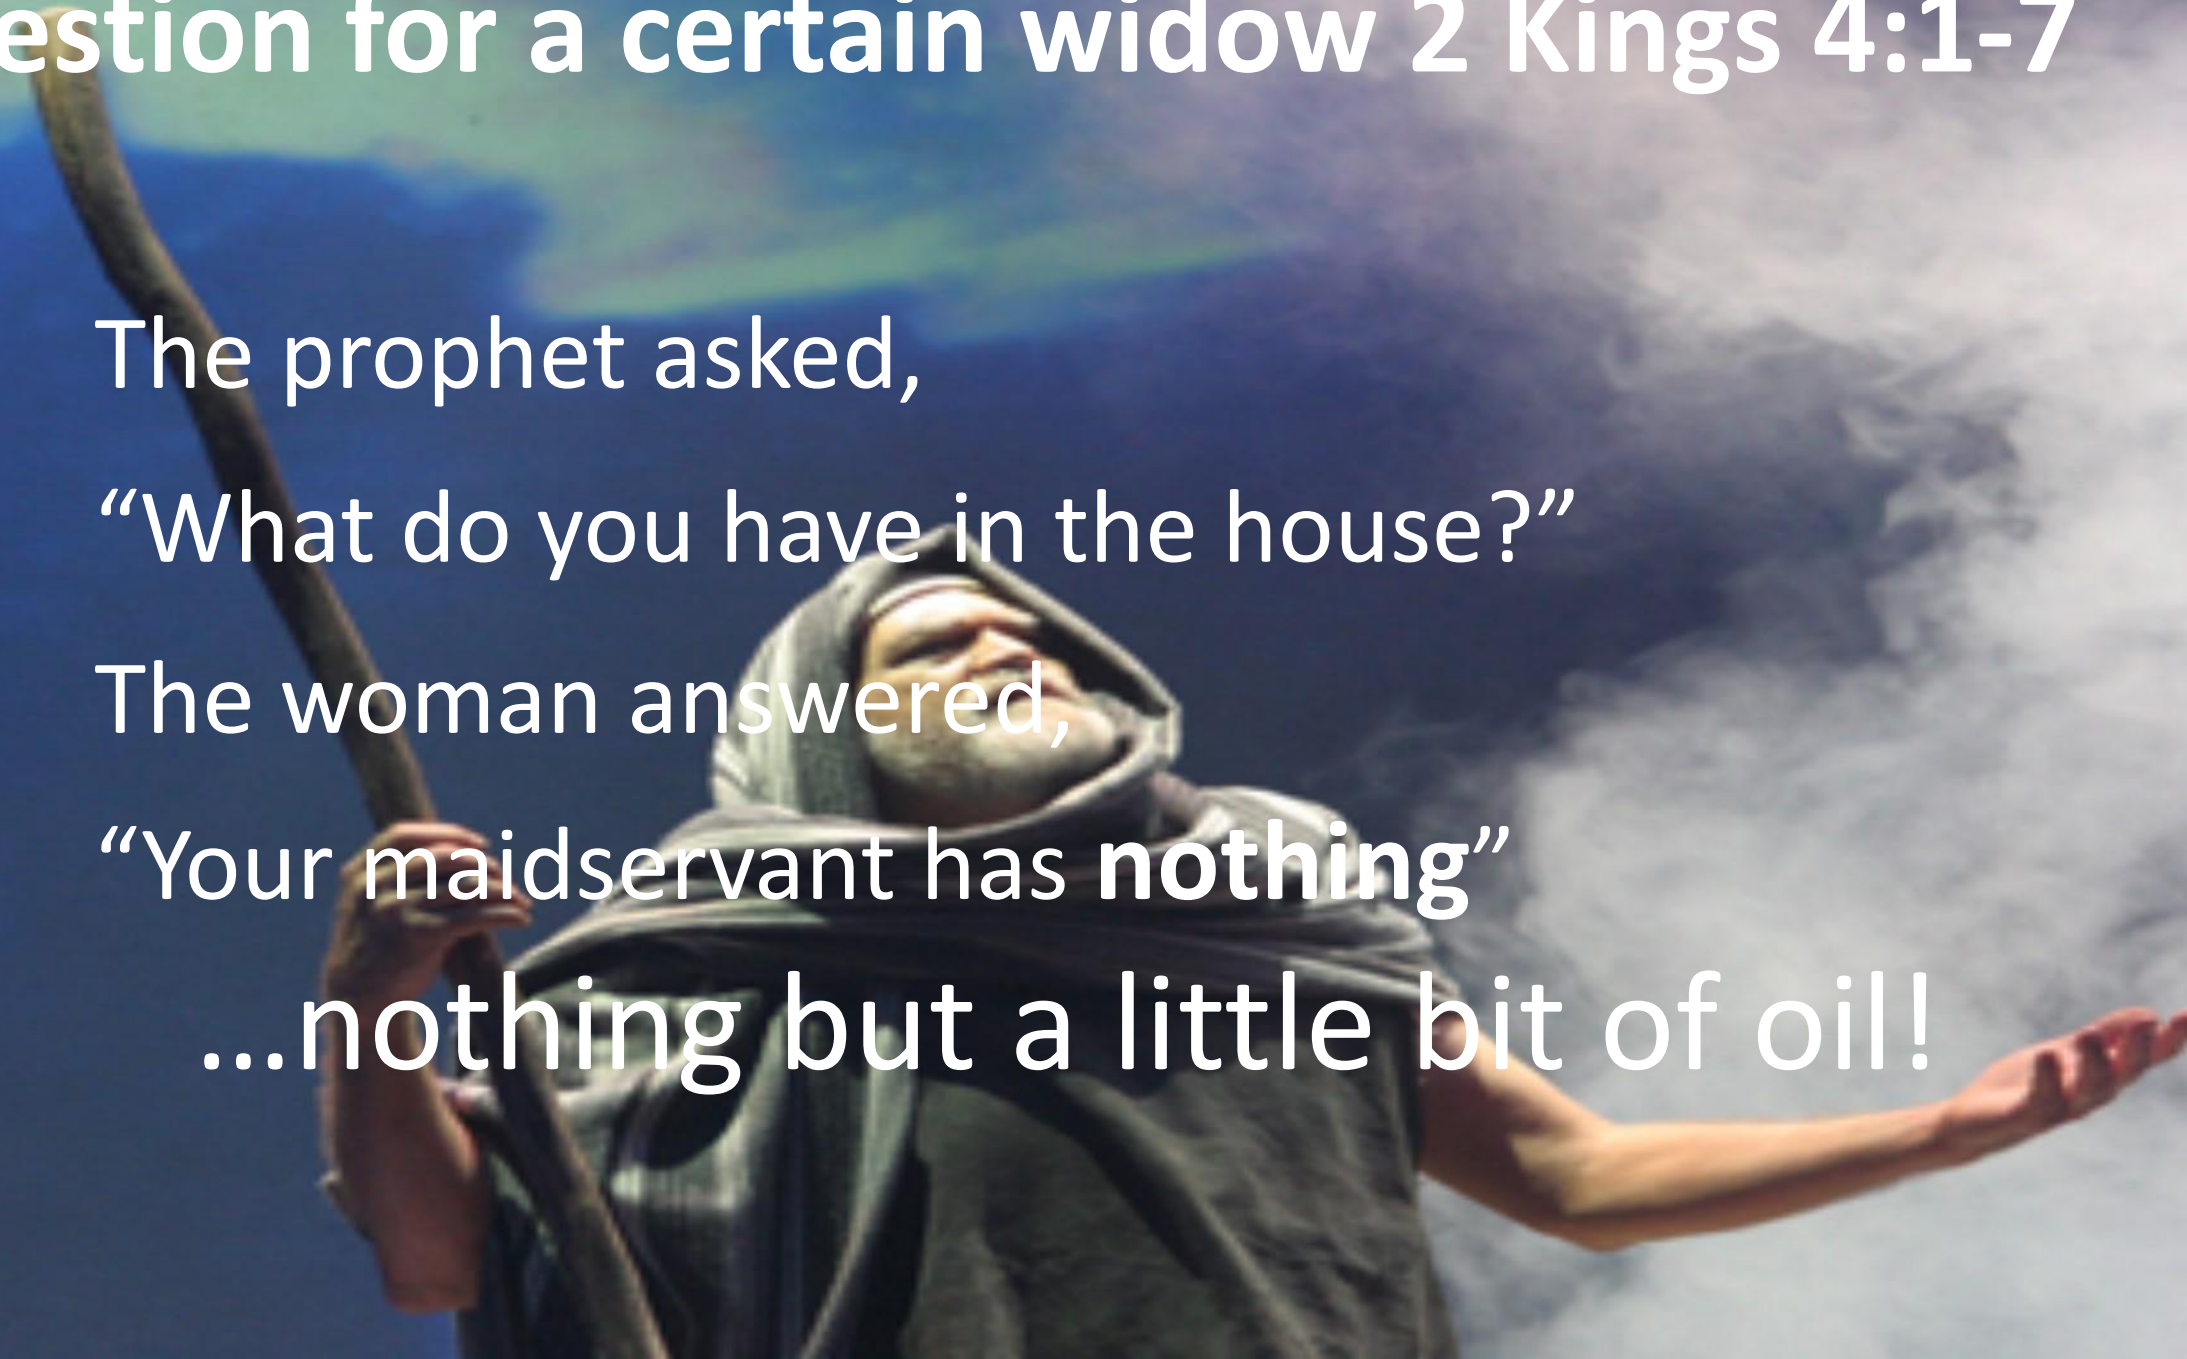 estion for a certain widow 2 Kings 4:1-7
The prophet asked,
“What do you have in the house?”
The woman answered,
“Your maidservant has nothing”
...nothing but a little bit of oil!